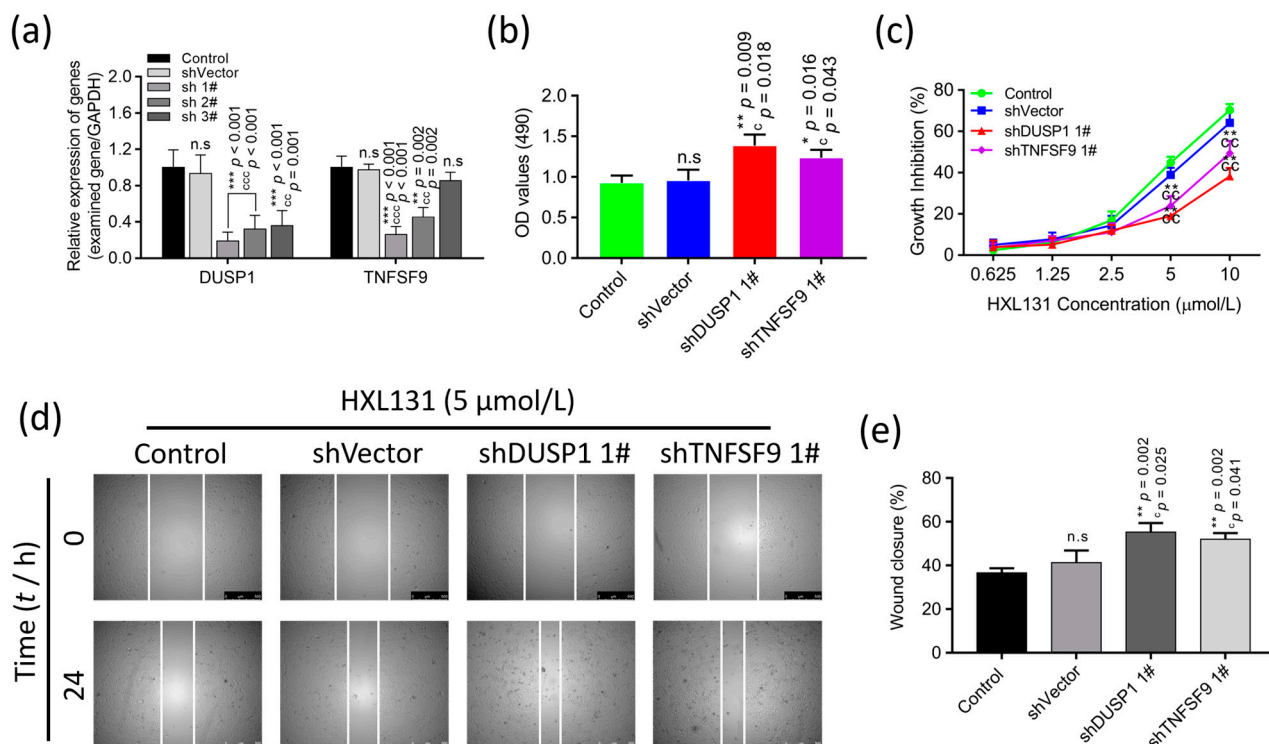 (a)
Control
shVector
sh 1#
sh 2#
sh 3#
Relative expression of genes
(examined gene/GAPDH)
2.0
1.6
1.2
0.8
0.4
0.0
n.s
*** p < 0.001
ccc p < 0.001
*** p < 0.001
cc p = 0.001
n.s
*** p < 0.001
ccc p < 0.001
** p = 0.002
cc p = 0.002
n.s
DUSP1
TNFSF9
(b)
OD values (490)
2.0
1.5
1.0
0.5
0.0
n.s
** p = 0.009
c p = 0.018
* p = 0.016
c p = 0.043
Control
shVector
shDUSP1 1#
shTNFSF9 1#
(c)
Control
shVector
shDUSP1 1#
shTNFSF9 1#
Growth Inhibition (%)
80
60
40
20
0
**
cc
**
cc
**
cc
**
cc
0.625 1.25 2.5 5 10
HXL131 Concentration (μmol/L)
(d)
HXL131 (5 μmol/L)
Control shVector shDUSP1 1# shTNFSF9 1#
Time (t / h)
0
24
(e)
Wound closure (%)
80
60
40
20
0
n.s
** p = 0.002
c p = 0.025
** p = 0.002
c p = 0.041
Control
shVector
shDUSP1 1#
shTNFSF9 1#